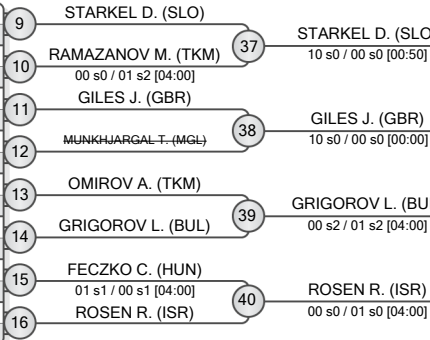 9
STARKEL D. (SLO)
37
STARKEL D. (SLO
10 s0 / 00 s0 [00:50]
10
RAMAZANOV M. (TKM)
00 s0 / 01 s2 [04:00]
11
GILES J. (GBR)
38
GILES J. (GBR)
10 s0 / 00 s0 [00:00]
12
MUNKHJARGAL T. (MGL)
13
OMIROV A. (TKM)
39
GRIGOROV L. (BU
00 s2 / 01 s2 [04:00]
14
GRIGOROV L. (BUL)
15
FECZKO C. (HUN)
01 s1 / 00 s1 [04:00]
40
ROSEN R. (ISR)
00 s0 / 01 s0 [04:00]
16
ROSEN R. (ISR)